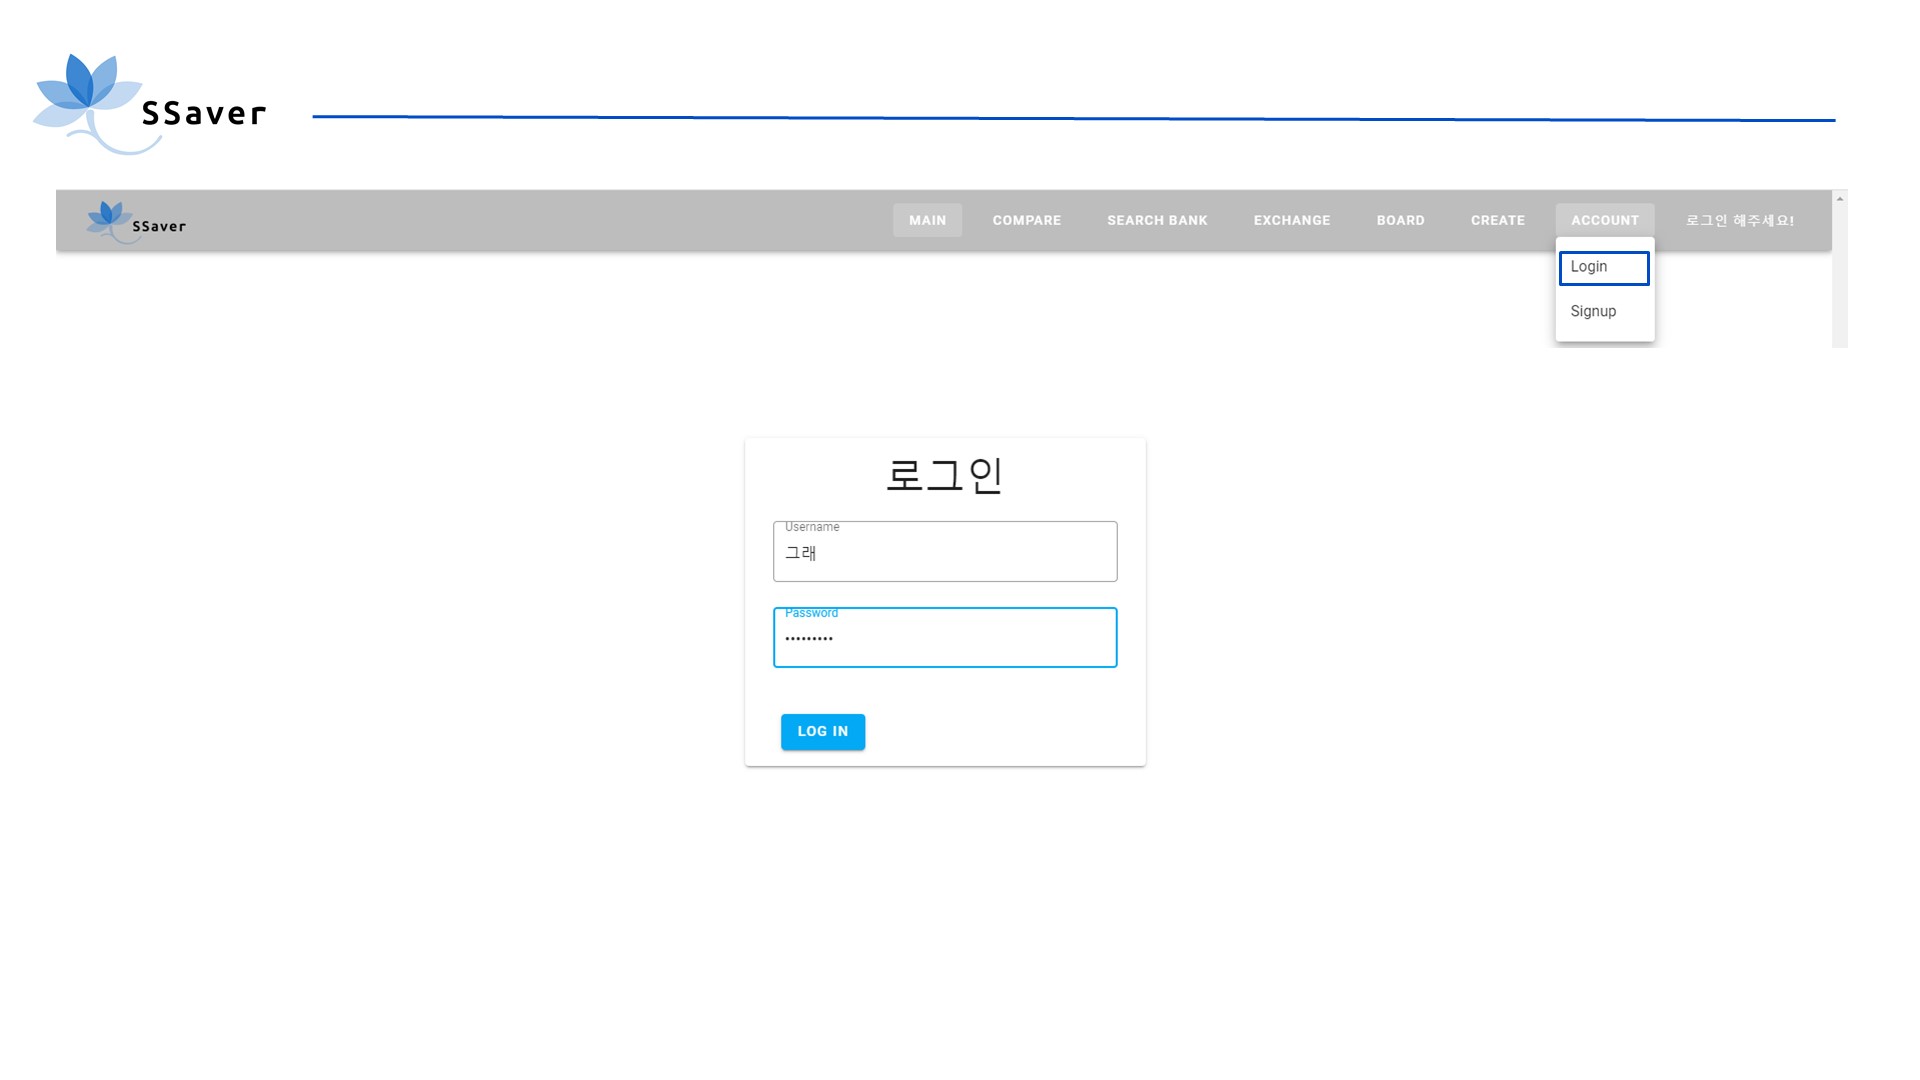 SSaver
SSaver MAIN COMPARE SEARCH BANK EXCHANGE BOARD CREATE ACCOUNT 로그인 해주세요!
Login
Signup
로그인
Username
그래
Password
•••••••••
LOG IN